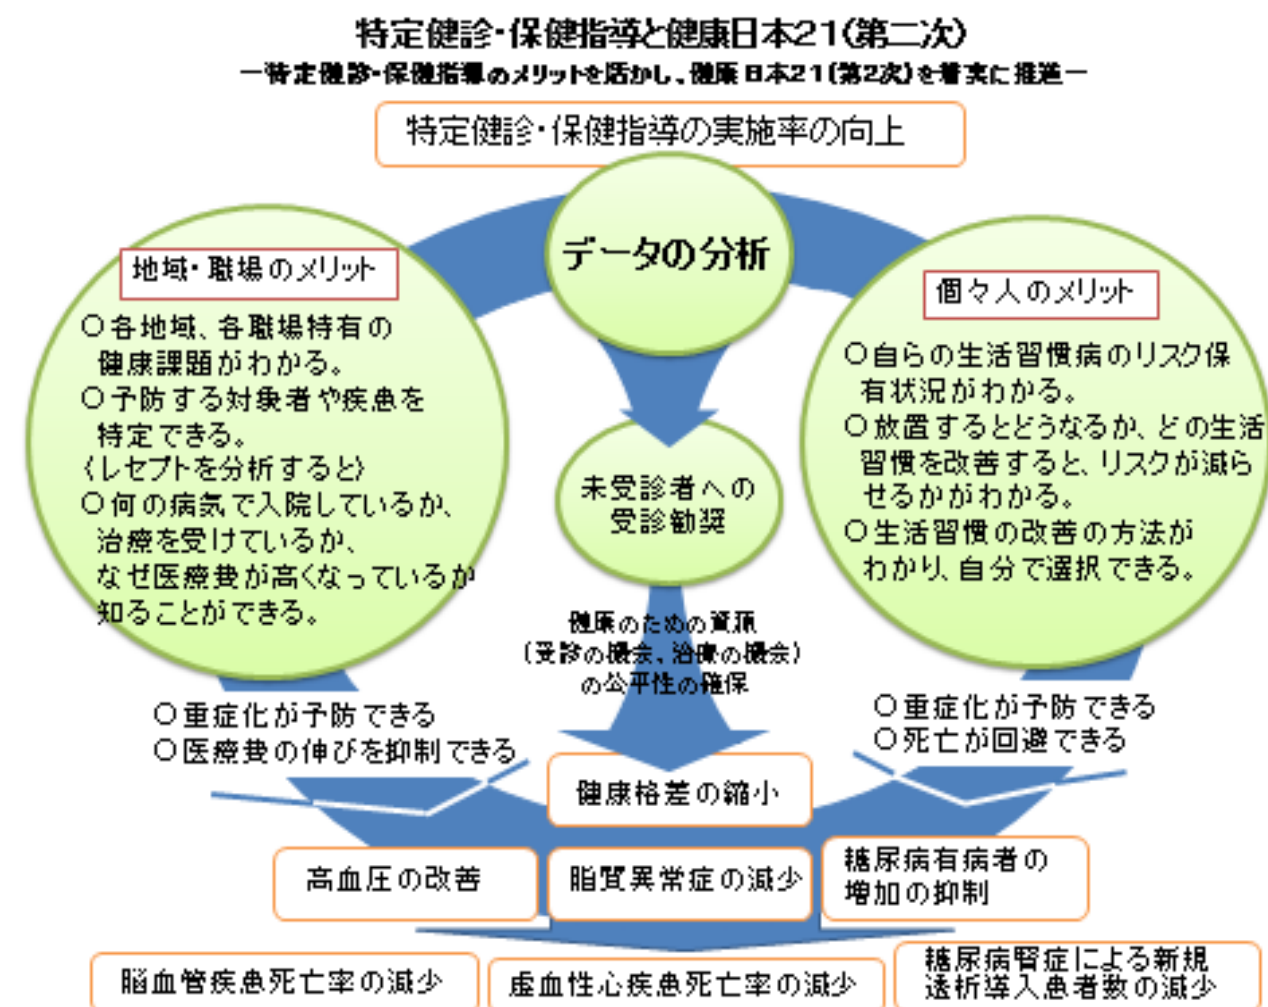 特定健診・保健指導と健康日本21(第二次)
ー特定健診・保健指導のメリットを活かし、健康日本21(第2次)を着実に推進ー
特定健診・保健指導の実施率の向上
データの分析
地域・職場のメリット
○各地域、各職場特有の
健康課題がわかる。
○予防する対象者や疾患を
特定できる。
〈レセプトを分析すると〉
○何の病気で入院しているか、
治療を受けているか、
なぜ医療費が高くなっているか
知ることができる。
個々人のメリット
○自らの生活習慣病のリスク保
有状況がわかる。
○放置するとどうなるか、どの生活
習慣を改善すると、リスクが減ら
せるかがわかる。
○生活習慣の改善の方法が
わかり、自分で選択できる。
未受診者への
受診勧奨
健康のための資源
(受診の機会、治療の機会)
の公平性の確保
○重症化が予防できる
○医療費の伸びを抑制できる
○重症化が予防できる
○死亡が回避できる
健康格差の縮小
高血圧の改善
脂質異常症の減少
糖尿病有病者の
増加の抑制
脳血管疾患死亡率の減少
虚血性心疾患死亡率の減少
糖尿病腎症による新規
透析導入患者数の減少